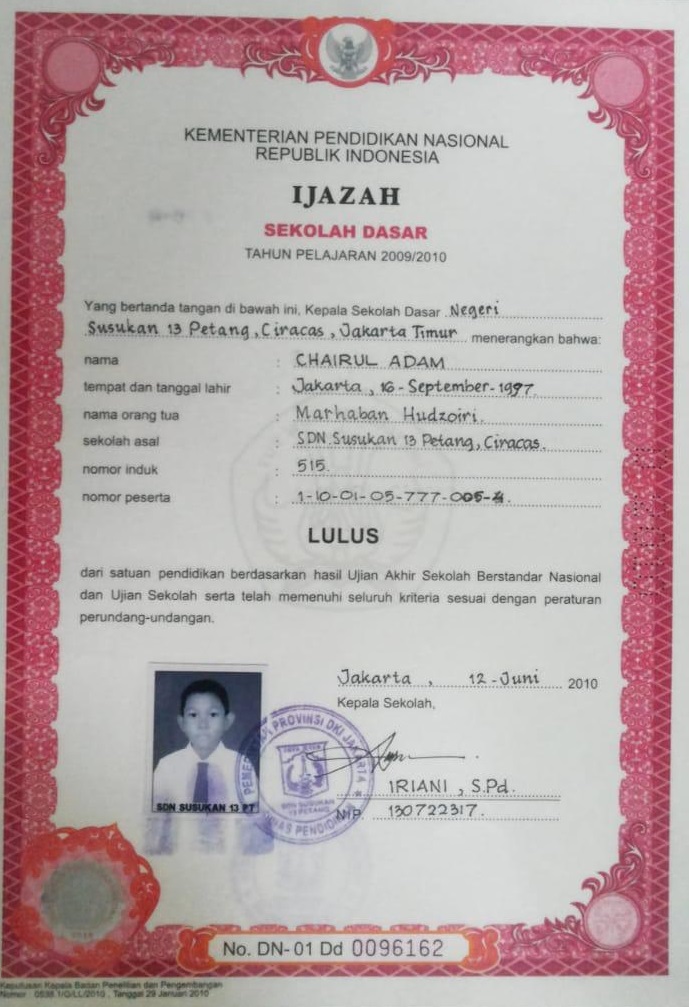 KEMENTERIAN PENDIDIKAN NASIONAL
REPUBLIK INDONESIA
IJAZAH
SEKOLAH DASAR
TAHUN PELAJARAN 2009/2010
Yang bertanda tangan di bawah ini, Kepala Sekolah Dasar Negeri
Susukan 13 Petang, Ciracas, Jakarta Timur menerangkan bahwa:
nama : CHAIRUL ADAM
tempat dan tanggal lahir : Jakarta, 16-September-1997
nama orang tua : Marhaban Hudzoiri.
sekolah asal : SDN. Susukan 13 Petang, Ciracas.
nomor induk : 515.
nomor peserta : 1-10-01-05-777-005-4.
LULUS
dari satuan pendidikan berdasarkan hasil Ujian Akhir Sekolah Berstandar Nasional
dan Ujian Sekolah serta telah memenuhi seluruh kriteria sesuai dengan peraturan
perundang-undangan.
Jakarta, 12-Juni 2010
Kepala Sekolah,
PROVINSI DKI JAKARTA
SDN SUSUKAN
13 PETANG
DINAS PENDIDIKAN
SDN SUSUKAN 13 PT
IRIANI, S.Pd.
NIP. 130722317.
No. DN-01 Dd 0096162
Keputusan Kepala Badan Penelitian dan Pengembangan
Nomor : 0838.1/G/LL/2010, Tanggal 29 Januari 2010